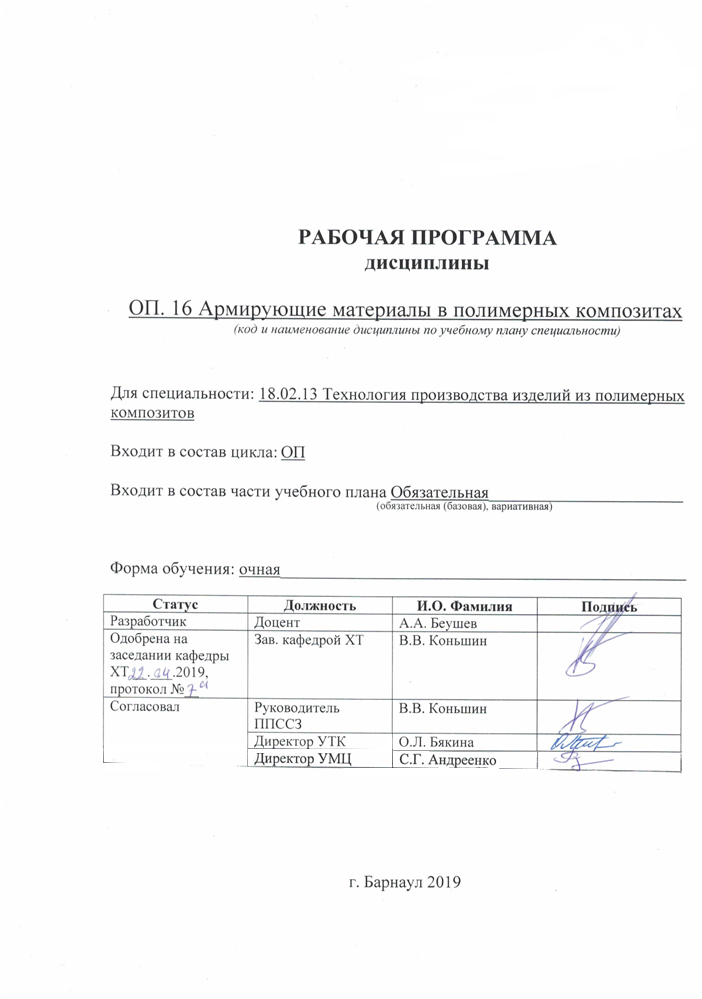 РАБОЧАЯ ПРОГРАММА
дисциплины
ОП. 16 Армирующие материалы в полимерных композитах
(код и наименование дисциплины по учебному плану специальности)
Для специальности: 18.02.13 Технология производства изделий из полимерных
композитов
Входит в состав цикла: ОП
Входит в состав части учебного плана Обязательная
(обязательная (базовая), вариативная)
Форма обучения: очная
Статус Должность И.О. Фамилия Подпись
Разработчик Доцент А.А. Беушев
Одобрена на Зав. кафедрой ХТ В.В. Коньшин
заседании кафедры
ХТ 22.04.2019,
протокол № 7
Согласовал Руководитель В.В. Коньшин
ППССЗ
Директор УТК О.Л. Бякина
Директор УМЦ С.Г. Андреенко
г. Барнаул 2019